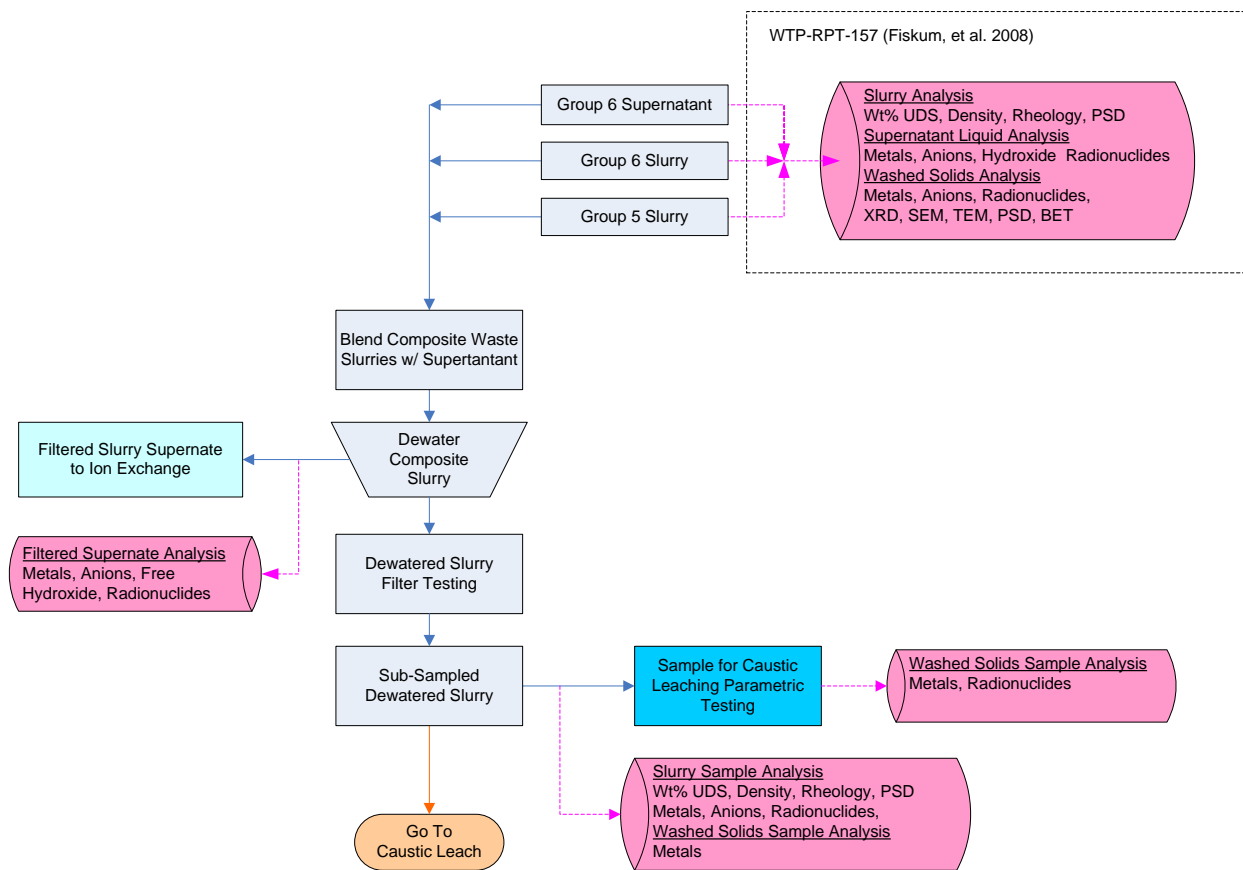 WTP-RPT-157 (Fiskum, et al. 2008)
Group 6 Supernatant
Group 6 Slurry
Group 5 Slurry
Slurry Analysis
Wt% UDS, Density, Rheology, PSD
Supernatant Liquid Analysis
Metals, Anions, Hydroxide Radionuclides
Washed Solids Analysis
Metals, Anions, Radionuclides,
XRD, SEM, TEM, PSD, BET
Blend Composite Waste
Slurries w/ Supertantant
Dewater
Composite
Slurry
Filtered Slurry Supernate
to Ion Exchange
Filtered Supernate Analysis
Metals, Anions, Free
Hydroxide, Radionuclides
Dewatered Slurry
Filter Testing
Sub-Sampled
Dewatered Slurry
Sample for Caustic
Leaching Parametric
Testing
Washed Solids Sample Analysis
Metals, Radionuclides
Slurry Sample Analysis
Wt% UDS, Density, Rheology, PSD
Metals, Anions, Radionuclides,
Washed Solids Sample Analysis
Metals
Go To
Caustic Leach